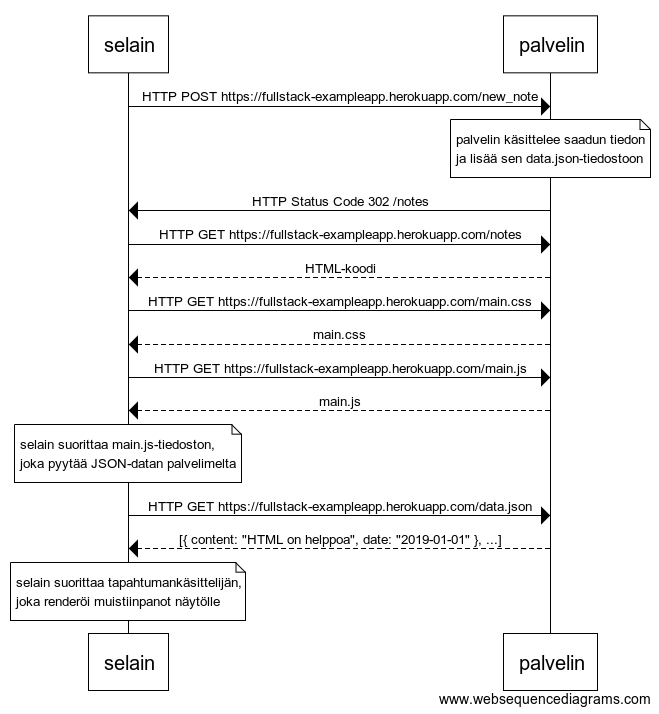 selain
palvelin
HTTP POST https://fullstack-exampleapp.herokuapp.com/new_note
palvelin käsittelee saadun tiedon
ja lisää sen data.json-tiedostoon
HTTP Status Code 302 /notes
HTTP GET https://fullstack-exampleapp.herokuapp.com/notes
HTML-koodi
HTTP GET https://fullstack-exampleapp.herokuapp.com/main.css
main.css
HTTP GET https://fullstack-exampleapp.herokuapp.com/main.js
main.js
selain suorittaa main.js-tiedoston,
joka pyytää JSON-datan palvelimelta
HTTP GET https://fullstack-exampleapp.herokuapp.com/data.json
[{ content: "HTML on helppoa", date: "2019-01-01" }, ...]
selain suorittaa tapahtumankäsittelijän,
joka renderöi muistiinpanot näytölle
selain
palvelin
www.websequencediagrams.com